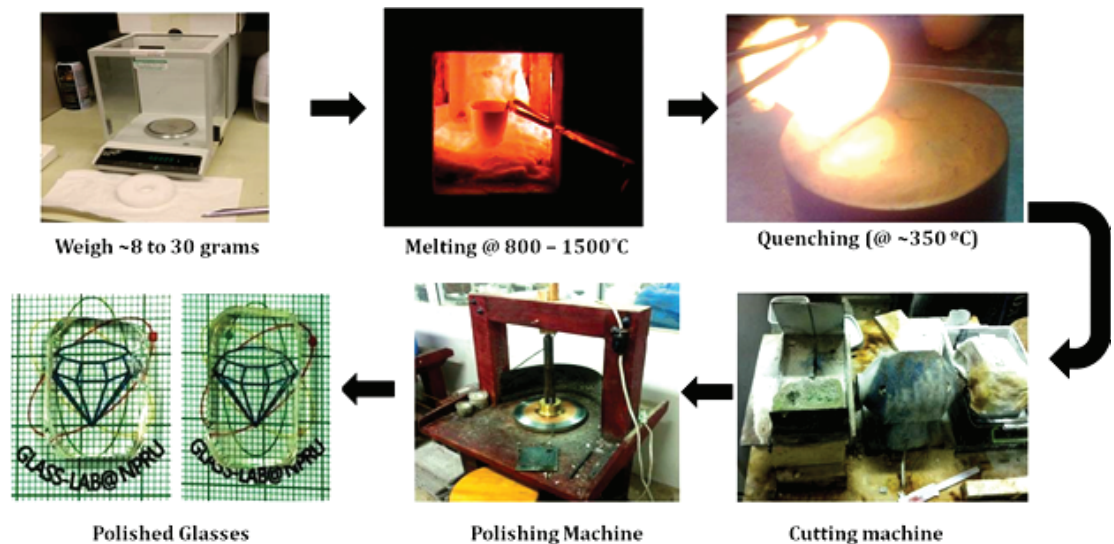 Weigh ~8 to 30 grams
Melting @ 800 – 1500°C
Quenching (@ ~350 ºC)
GLASS-LAB@NPRU
GLASS-LAB@NPRU
Polished Glasses
Polishing Machine
Cutting machine